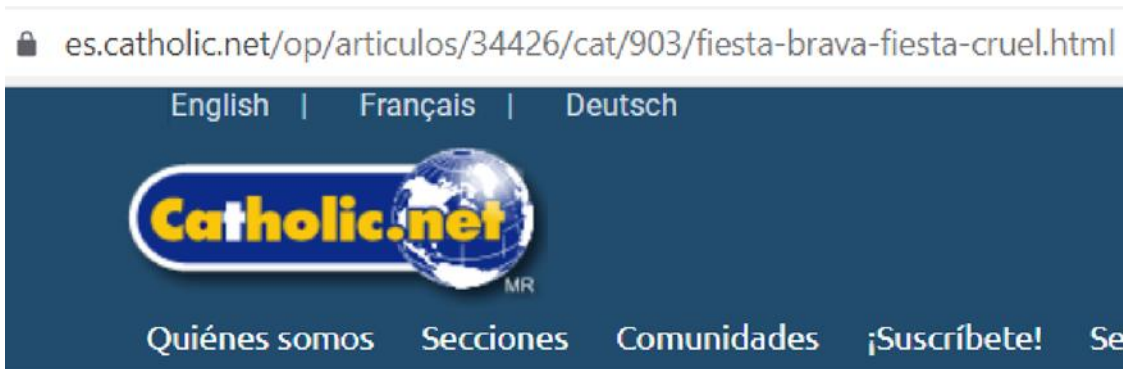 es.catholic.net/op/articulos/34426/cat/903/fiesta-brava-fiesta-cruel.html
English | Français | Deutsch
Catholic.net
MR
Quiénes somos Secciones Comunidades ¡Suscríbete! Se